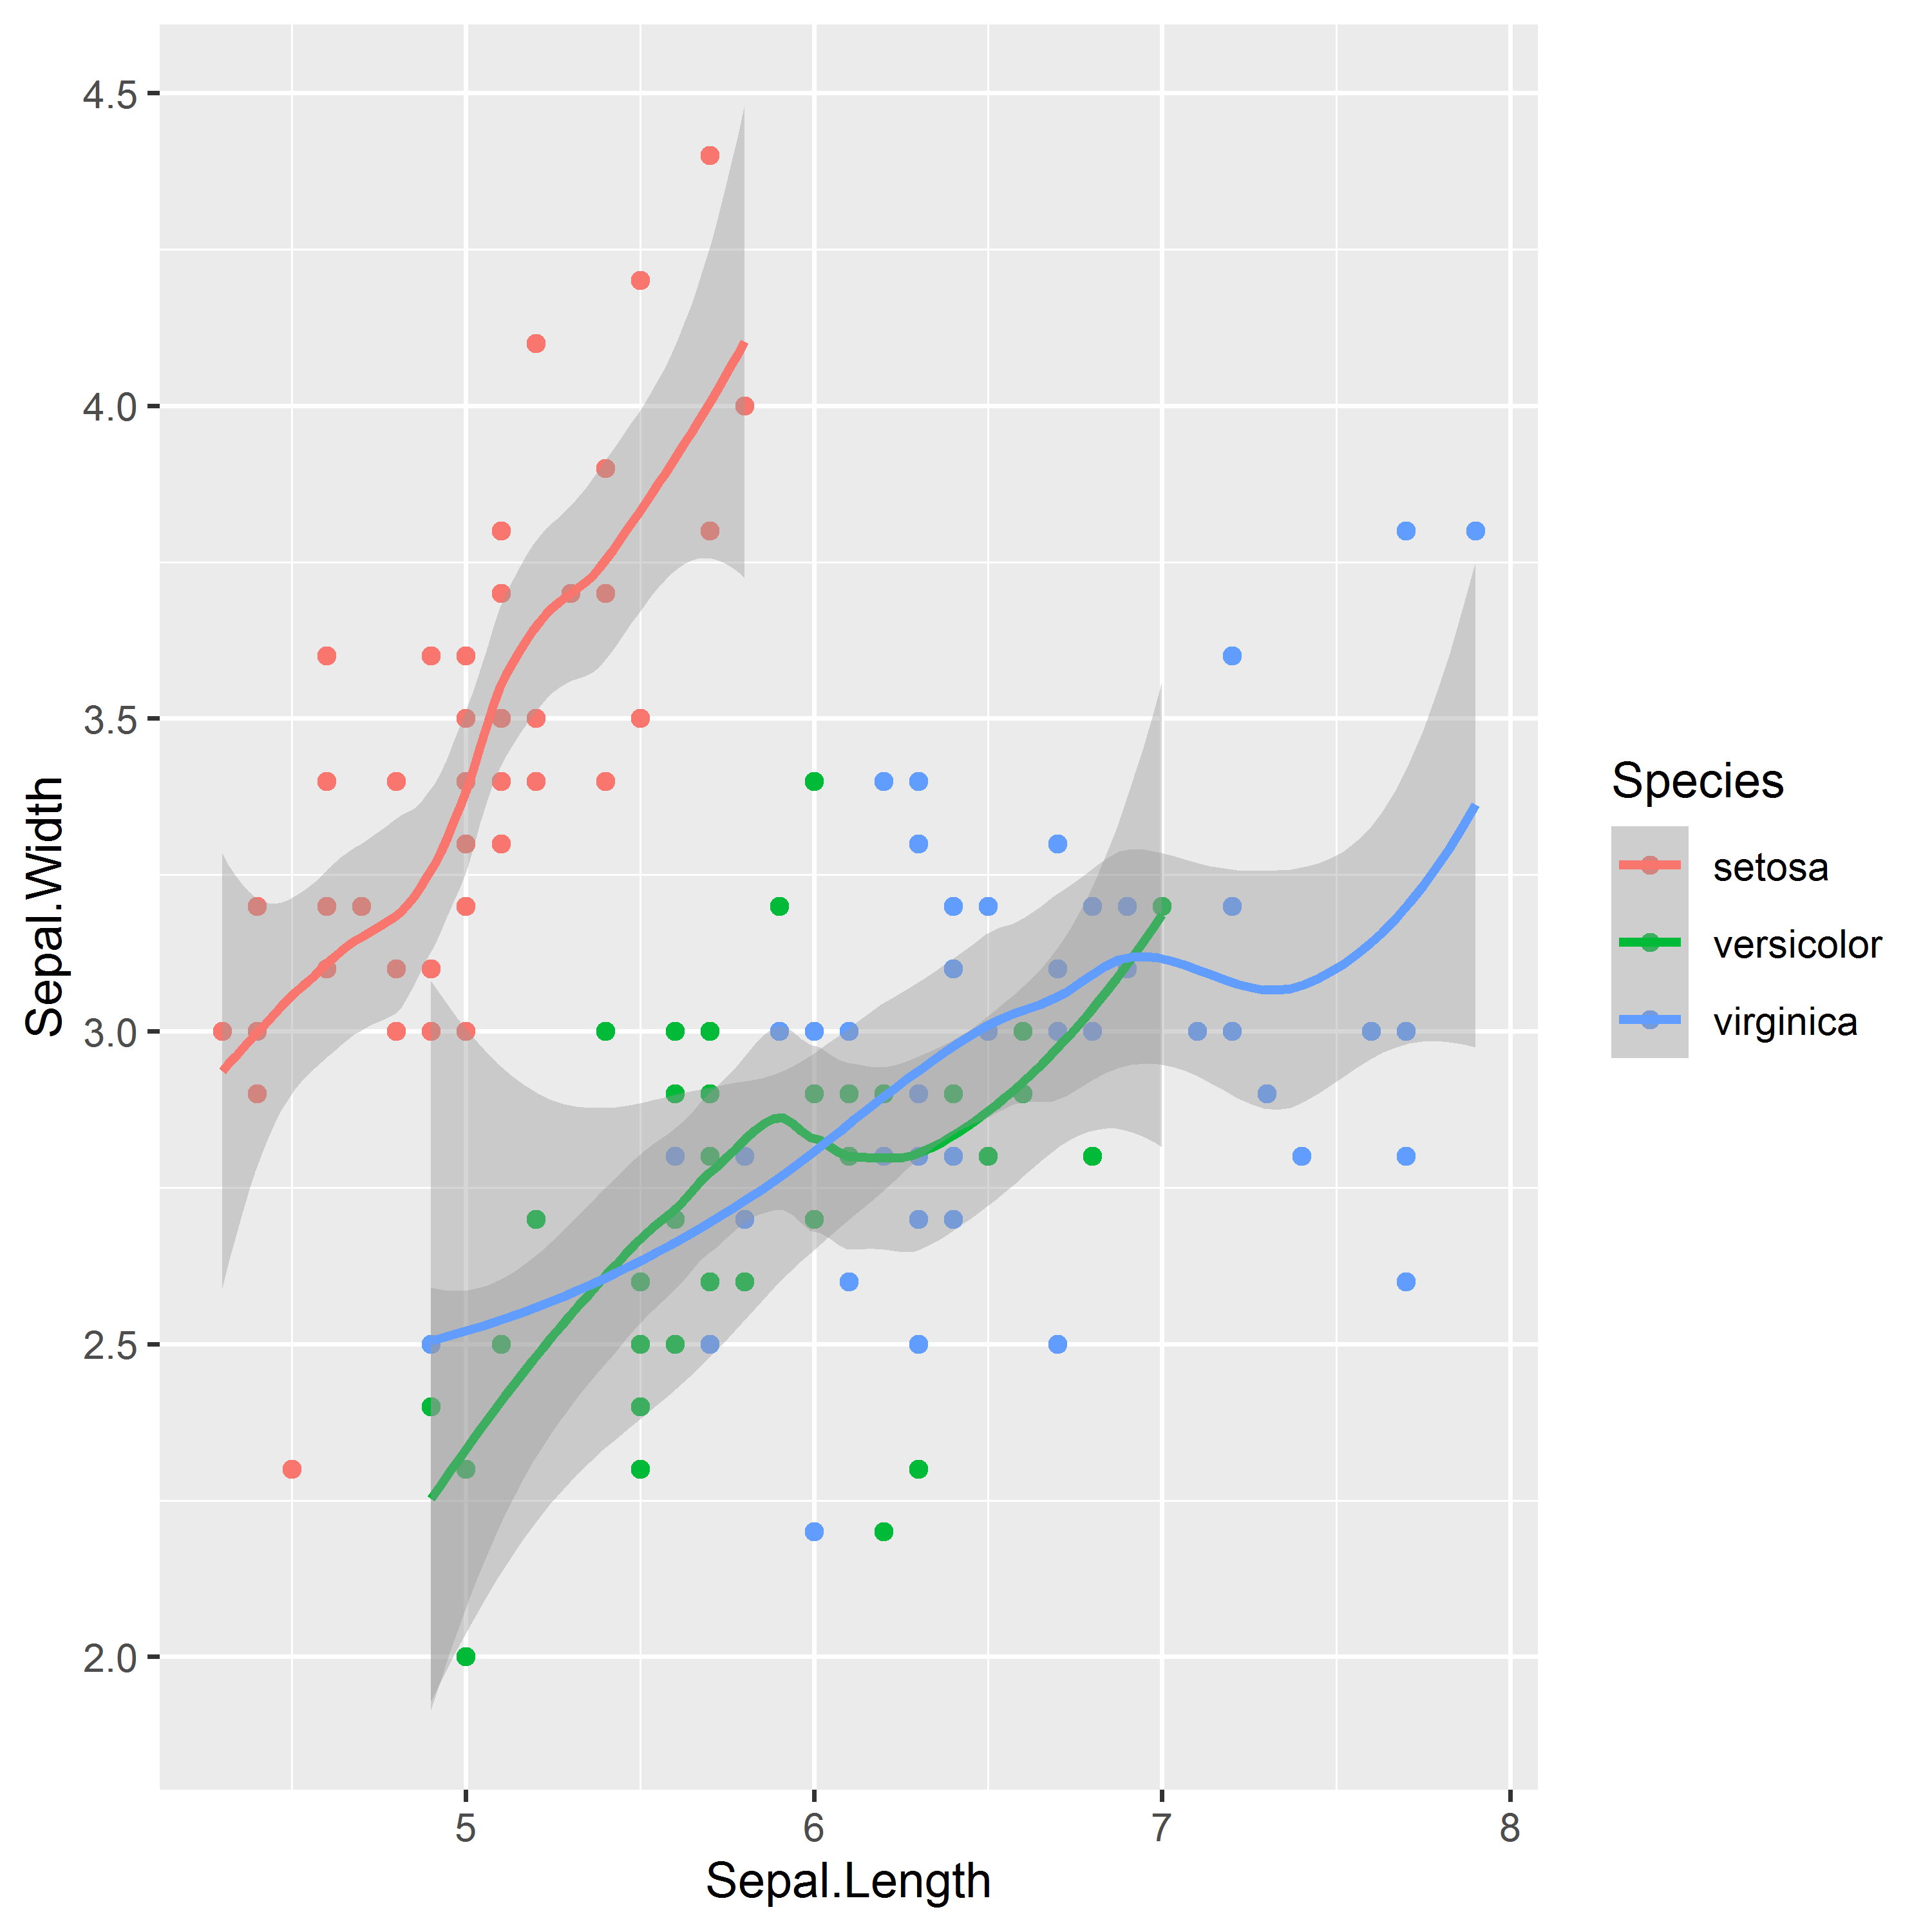 4.5
4.0
3.5
3.0
2.5
2.0
Sepal.Width
5 6 7 8
Sepal.Length
Species
setosa
versicolor
virginica